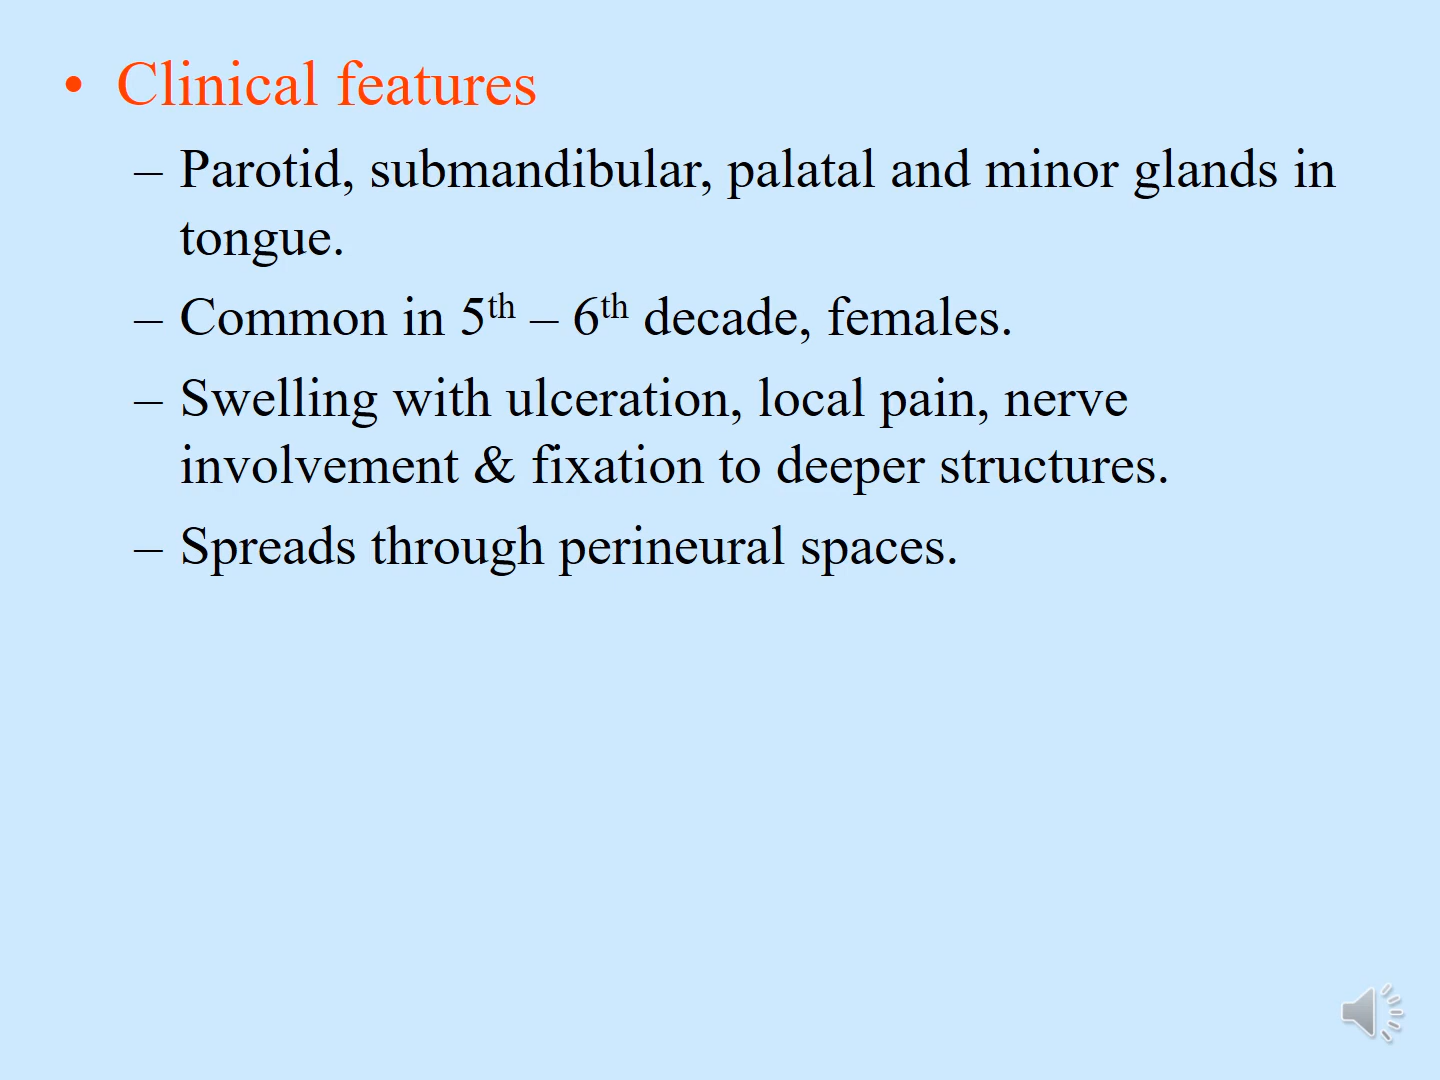 • Clinical features
– Parotid, submandibular, palatal and minor glands in
tongue.
– Common in 5th – 6th decade, females.
– Swelling with ulceration, local pain, nerve
involvement & fixation to deeper structures.
– Spreads through perineural spaces.